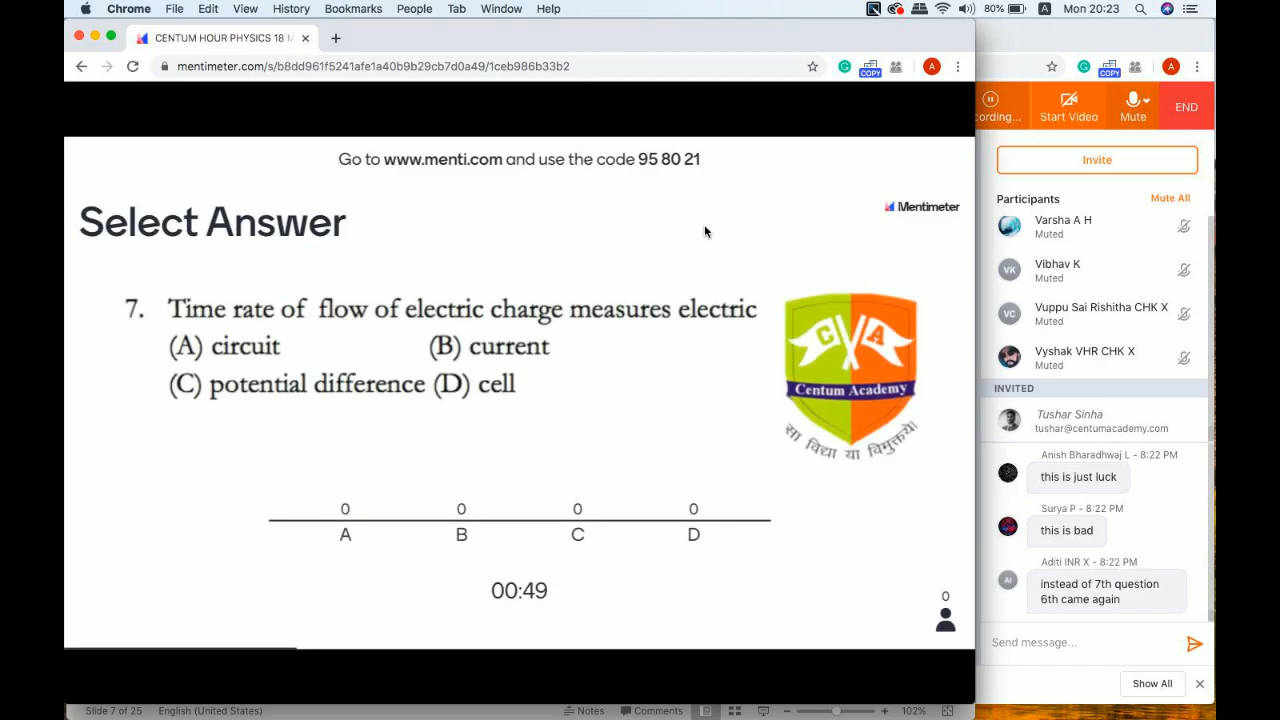 Chrome File Edit View History Bookmarks People Tab Window Help 80% A Mon 20:23
CENTUM HOUR PHYSICS 18 M
mentimeter.com/s/b8dd961f5241afe1a40b9b29cb7d0a49/1ceb986b33b2 COPY A COPY A
cording... Start Video Mute END
Go to www.menti.com and use the code 95 80 21
Mentimeter
Select Answer
7. Time rate of flow of electric charge measures electric
(A) circuit (B) current
(C) potential difference (D) cell
C A
Centum Academy
सा विद्या या विमुक्तये।
0 0 0 0
A B C D
00:49
0
Invite
Participants Mute All
Varsha A H
Muted
VK Vibhav K
Muted
VC Vuppu Sai Rishitha CHK X
Muted
Vyshak VHR CHK X
Muted
INVITED
Tushar Sinha
tushar@centumacademy.com
Anish Bharadhwaj L - 8:22 PM
this is just luck
Surya P - 8:22 PM
this is bad
Aditi INR X - 8:22 PM
AI instead of 7th question
6th came again
Send message...
Show All
Slide 7 of 25 English (United States) Notes Comments 102%